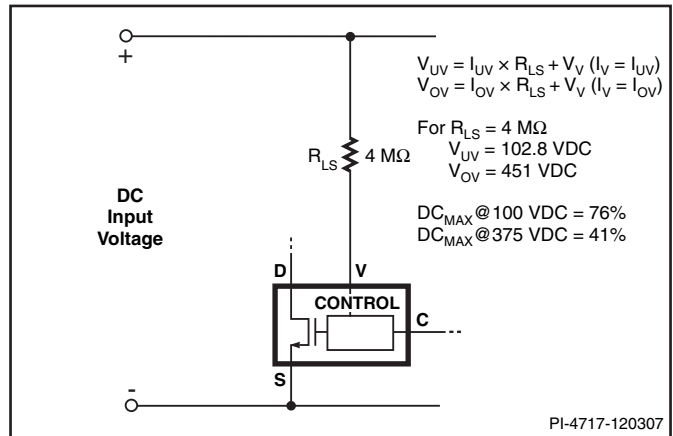 +
V_UV = I_UV × R_LS + V_V (I_V = I_UV)
V_OV = I_OV × R_LS + V_V (I_V = I_OV)
For R_LS = 4 MΩ
V_UV = 102.8 VDC
V_OV = 451 VDC
DC_MAX@100 VDC = 76%
DC_MAX@375 VDC = 41%
R_LS 4 MΩ
DC
Input
Voltage
D V
CONTROL
C
S
-
PI-4717-120307